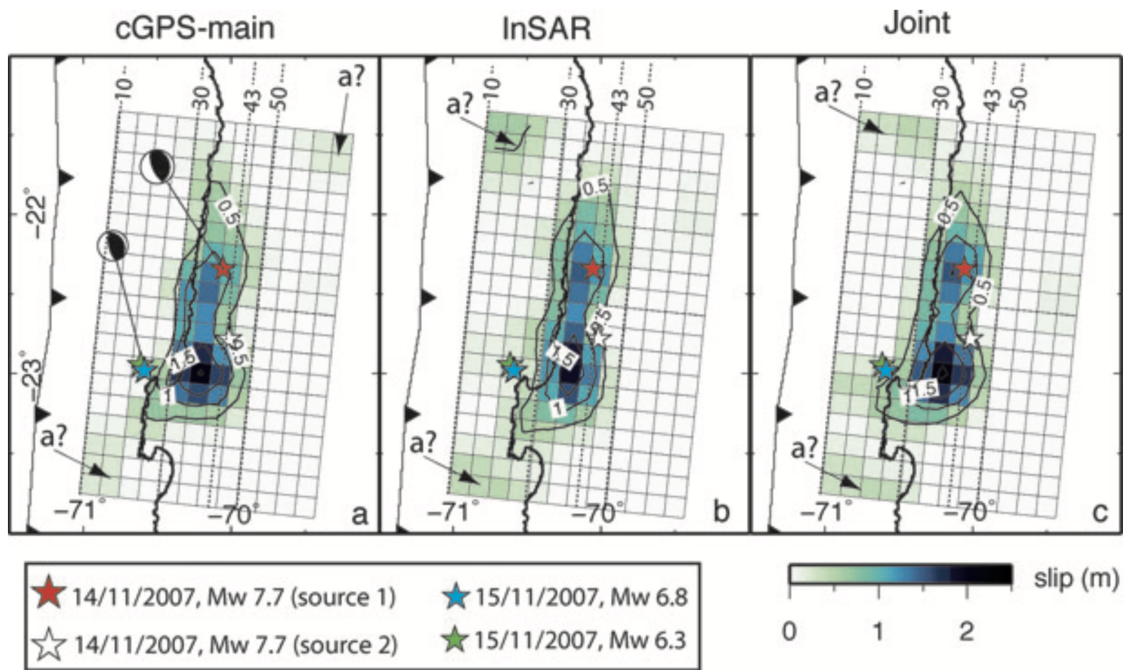 cGPS-main
InSAR
Joint
a?
10
30
43
50
0.5
0.5
1.5
1
a?
-22°
-23°
-71°
-70°
a
a?
10
30
43
50
0.5
1.5
1
a?
-71°
-70°
b
a?
10
30
43
50
0.5
0.5
1.5
a?
-71°
-70°
c
14/11/2007, Mw 7.7 (source 1)
14/11/2007, Mw 7.7 (source 2)
15/11/2007, Mw 6.8
15/11/2007, Mw 6.3
slip (m)
0
1
2